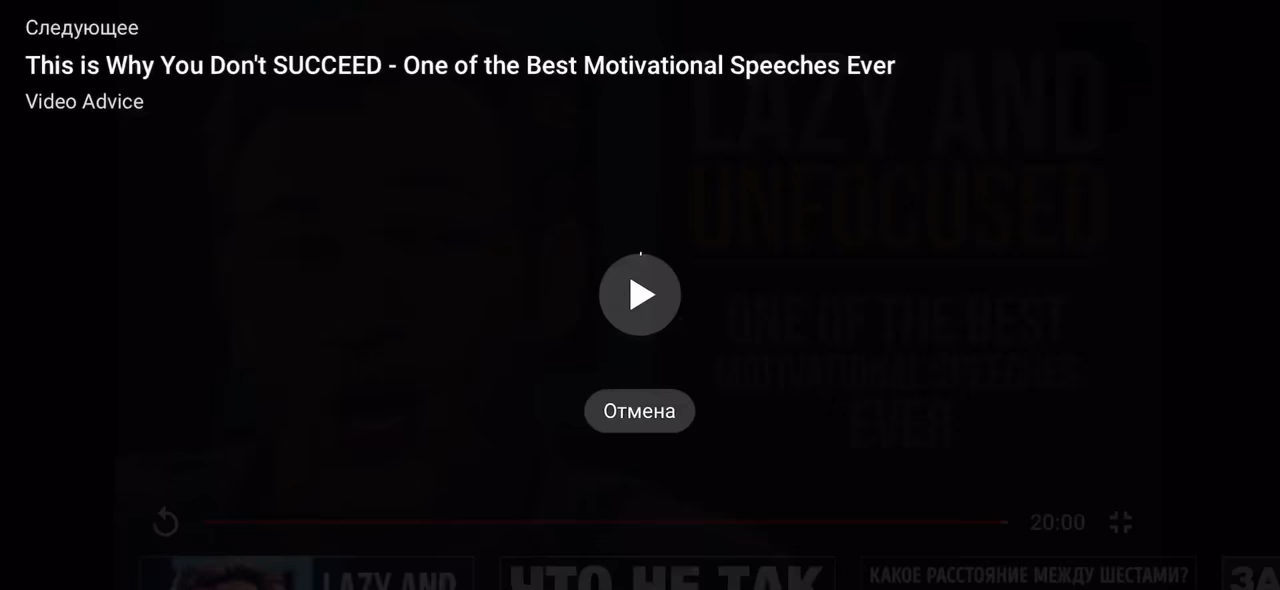 Следующее
This is Why You Don't SUCCEED - One of the Best Motivational Speeches Ever
Video Advice
LAZY AND
UNFOCUSED
ONE OF THE BEST
MOTIVATIONAL SPEECHES
EVER
Отмена
20:00
LAZY AND
ЧТО НЕ ТАК
КАКОЕ РАССТОЯНИЕ МЕЖДУ ШЕСТАМИ?
ЗА